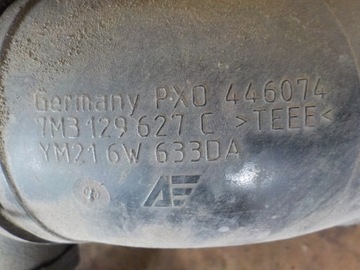 Germany PXO 446074
7M3 129 627 C >TEEE<
YM21 6W 633DA